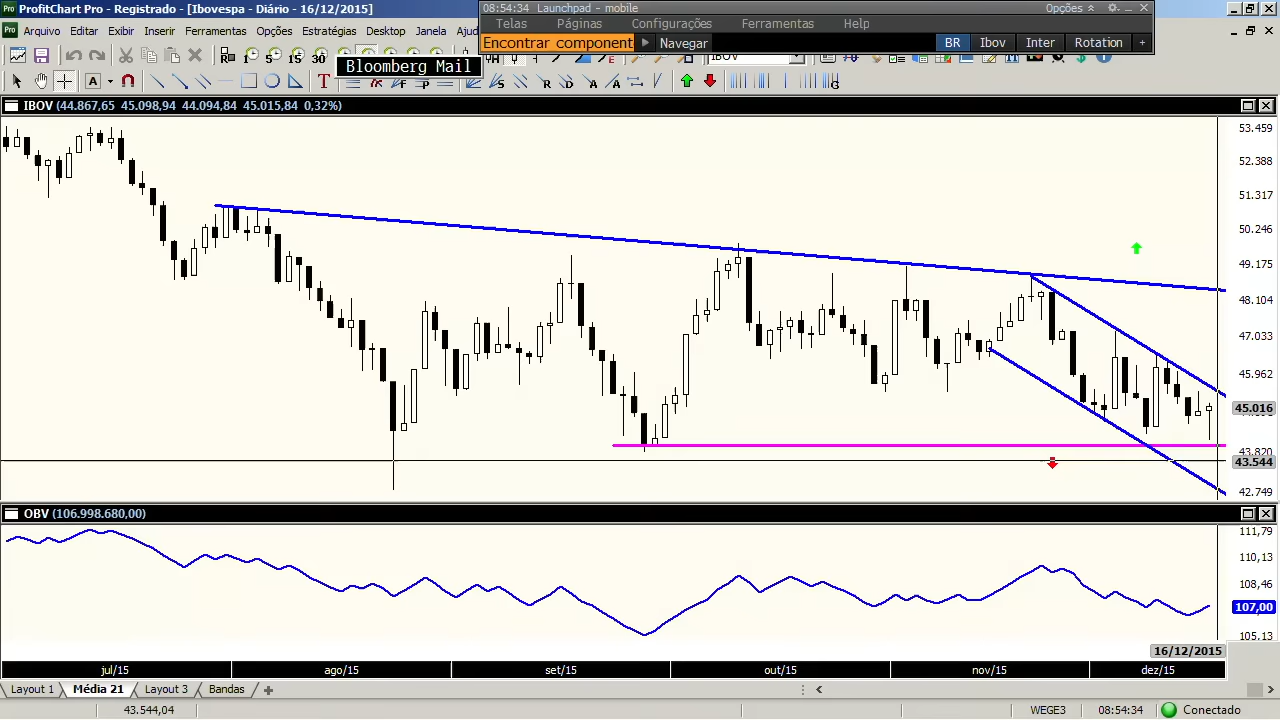 ProfitChart Pro - Registrado - [Ibovespa - Diário - 16/12/2015]
08:54:34 Launchpad - mobile Opções
Telas Páginas Configurações Ferramentas Help
Arquivo Editar Exibir Inserir Ferramentas Opções Estratégias Desktop Janela
Encontrar component Navegar BR Ibov Inter Rotation +
Bloomberg Mail
IBOV (44.867,65 45.098,94 44.094,84 45.015,84 0,32%)
53.459
52.388
51.317
50.246
49.175
48.104
47.033
45.962
45.016
43.820
43.544
42.749
OBV (106.998.680,00)
111,79
110,13
108,46
107,00
105,13
16/12/2015
jul/15 ago/15 set/15 out/15 nov/15 dez/15
Layout 1 Média 21 Layout 3 Bandas
43.544,04 WEGE3 08:54:34 Conectado